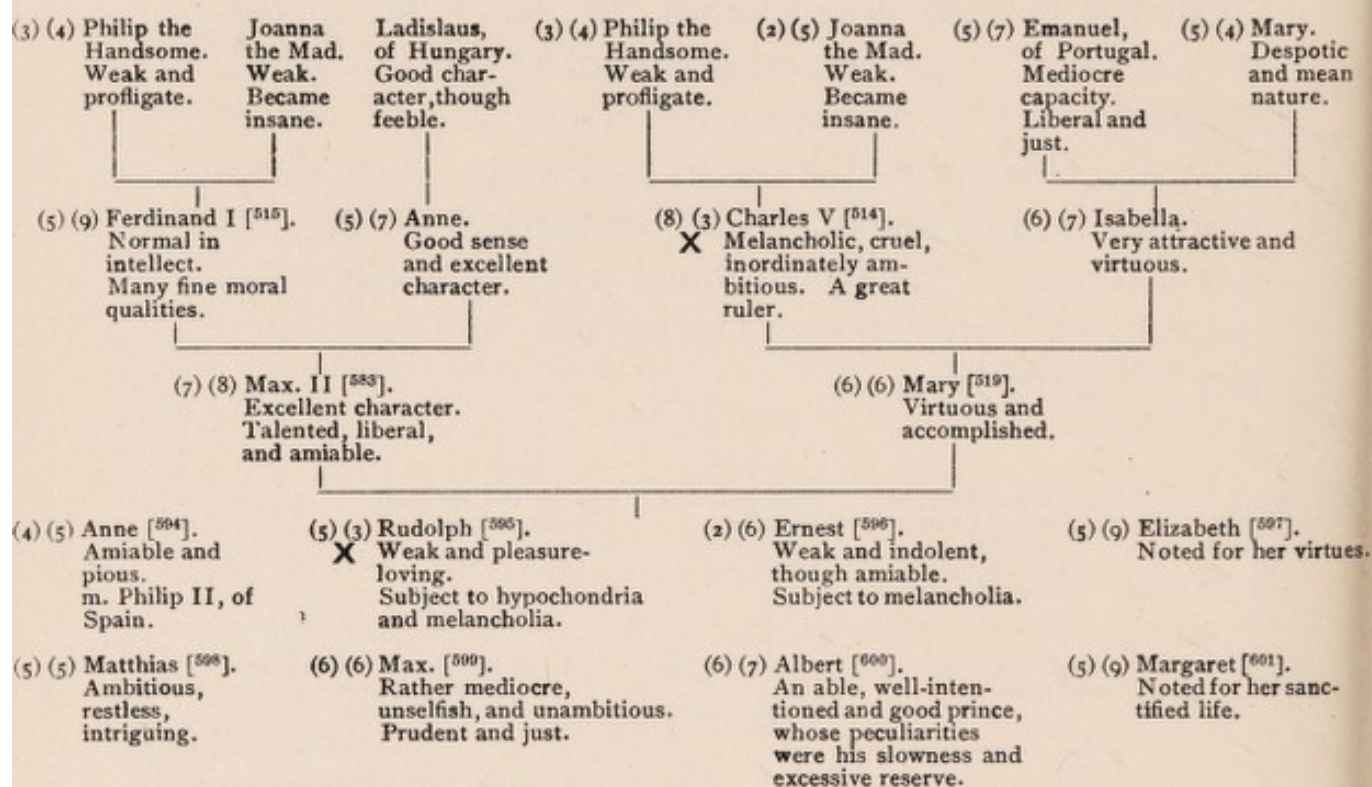 (3) (4) Philip the
Handsome.
Weak and
profligate.
Joanna
the Mad.
Weak.
Became
insane.
Ladislaus,
of Hungary.
Good char-
acter, though
feeble.
(3) (4) Philip the
Handsome.
Weak and
profligate.
(2) (5) Joanna
the Mad.
Weak.
Became
insane.
(5) (7) Emanuel,
of Portugal.
Mediocre
capacity.
Liberal and
just.
(5) (4) Mary.
Despotic
and mean
nature.
(5) (9) Ferdinand I [515].
Normal in
intellect.
Many fine moral
qualities.
(5) (7) Anne.
Good sense
and excellent
character.
(8) (3) Charles V [514].
X Melancholic, cruel,
inordinately am-
bitious. A great
ruler.
(6) (7) Isabella.
Very attractive and
virtuous.
(7) (8) Max. II [583].
Excellent character.
Talented, liberal,
and amiable.
(6) (6) Mary [519].
Virtuous and
accomplished.
(4) (5) Anne [594].
Amiable and
pious.
m. Philip II, of
Spain.
(5) (3) Rudolph [595].
X Weak and pleasure-
loving.
Subject to hypochondria
and melancholia.
(2) (6) Ernest [596].
Weak and indolent,
though amiable.
Subject to melancholia.
(5) (9) Elizabeth [597].
Noted for her virtues.
(5) (5) Matthias [598].
Ambitious,
restless,
intriguing.
(6) (6) Max. [599].
Rather mediocre,
unselfish, and unambitious.
Prudent and just.
(6) (7) Albert [600].
An able, well-inten-
tioned and good prince,
whose peculiarities
were his slowness and
excessive reserve.
(5) (9) Margaret [601].
Noted for her sanc-
tified life.